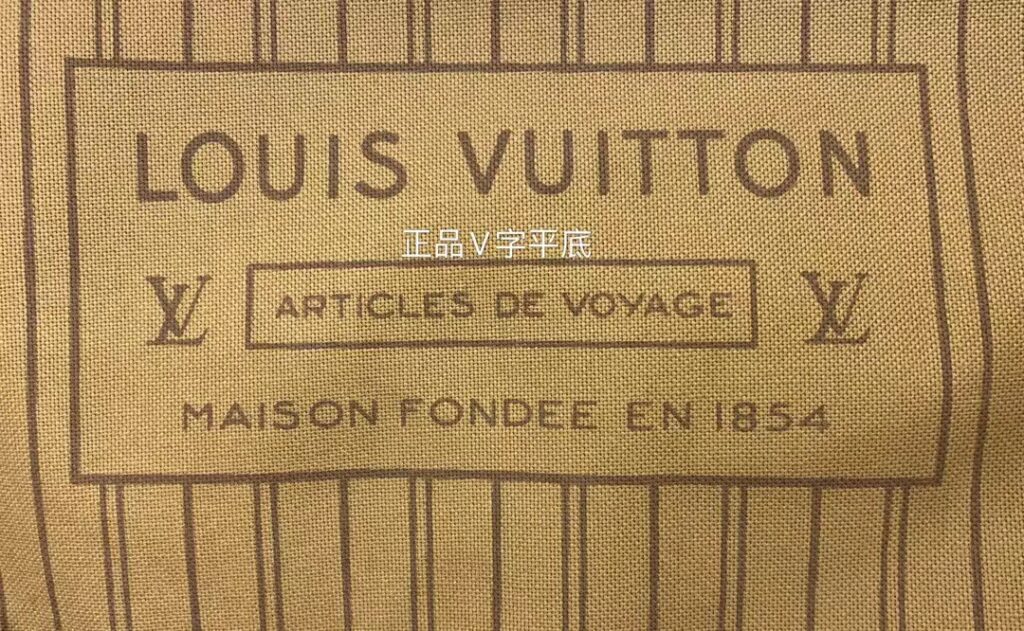 LOUIS VUITTON
正品V字平底
LV ARTICLES DE VOYAGE LV
MAISON FONDEE EN 1854